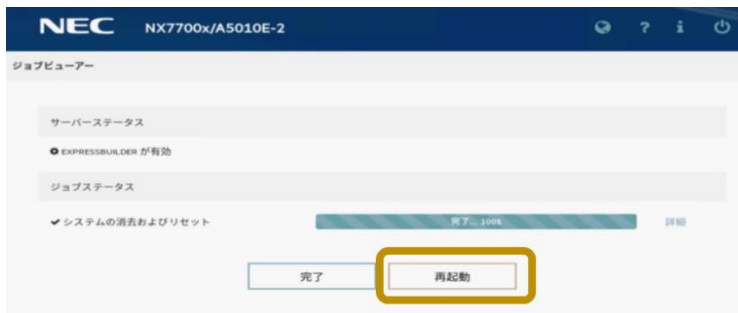 NEC NX7700x/A5010E-2 ? i
ジョブビューアー
サーバーステータス
EXPRESSBUILDER が有効
ジョブステータス
システムの消去およびリセット 完了... 100% 詳細
完了 再起動